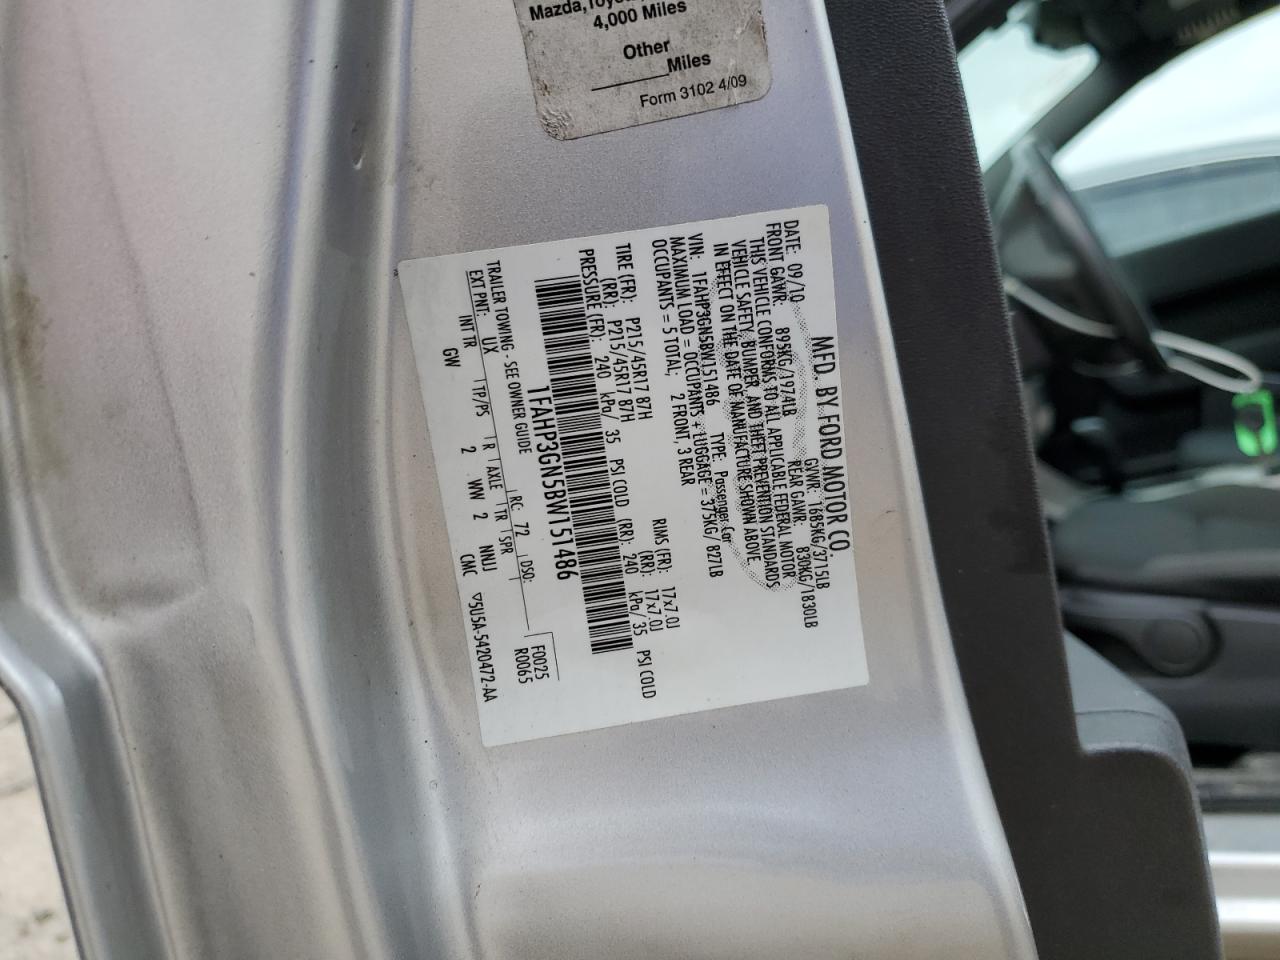 Mazda, Toyota,
4,000 Miles
Other
______Miles
Form 3102 4/09
MFD. BY FORD MOTOR CO.
DATE: 09/10 GVWR: 1685KG/3715LB
FRONT GAWR: 895KG/1974LB REAR GAWR: 830KG/1830LB
THIS VEHICLE CONFORMS TO ALL APPLICABLE FEDERAL MOTOR
VEHICLE SAFETY, BUMPER, AND THEFT PREVENTION STANDARDS
IN EFFECT ON THE DATE OF MANUFACTURE SHOWN ABOVE.
VIN: 1FAHP3GN5BW151486 TYPE: Passenger Car
MAXIMUM LOAD = OCCUPANTS + LUGGAGE = 375KG/ 827LB
OCCUPANTS = 5 TOTAL; 2 FRONT, 3 REAR
TIRE (FR): P215/45R17 87H RIMS (FR): 17x7.0J
(RR): P215/45R17 87H (RR): 17x7.0J
PRESSURE (FR): 240 kPa/ 35 PSI COLD (RR): 240 kPa/ 35 PSI COLD
1FAHP3GN5BW151486
TRAILER TOWING - SEE OWNER GUIDE F0025
EXT PNT: UX RC: 72 DSO: R0065
INT TR TP/PS R AXLE TR SPR
GW 2 WW 2 NNUJ CMC ▽5U5A-5420472-AA